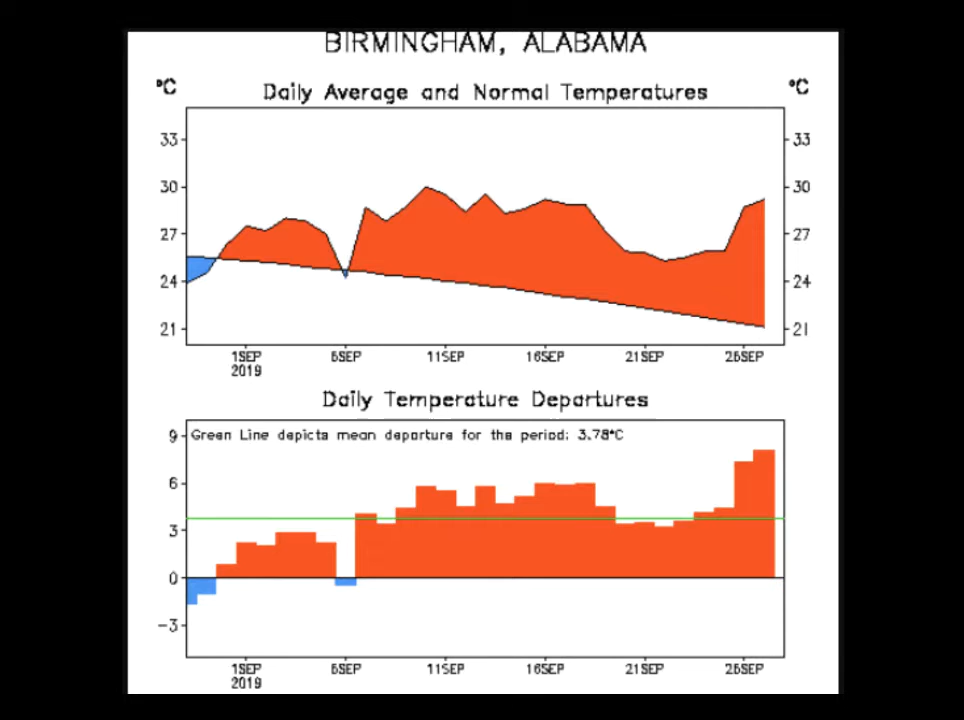 BIRMINGHAM, ALABAMA
°C °C
Daily Average and Normal Temperatures
33 33
30 30
27 27
24 24
21 21
1SEP 6SEP 11SEP 16SEP 21SEP 26SEP
2019
Daily Temperature Departures
9 Green Line depicts mean departure for the period: 3.78°C
6
3
0
-3
1SEP 6SEP 11SEP 16SEP 21SEP 26SEP
2019